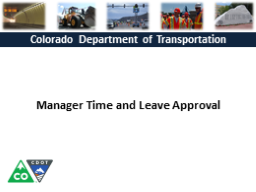 Colorado Department of Transportation
Manager Time and Leave Approval
CO
CDOT